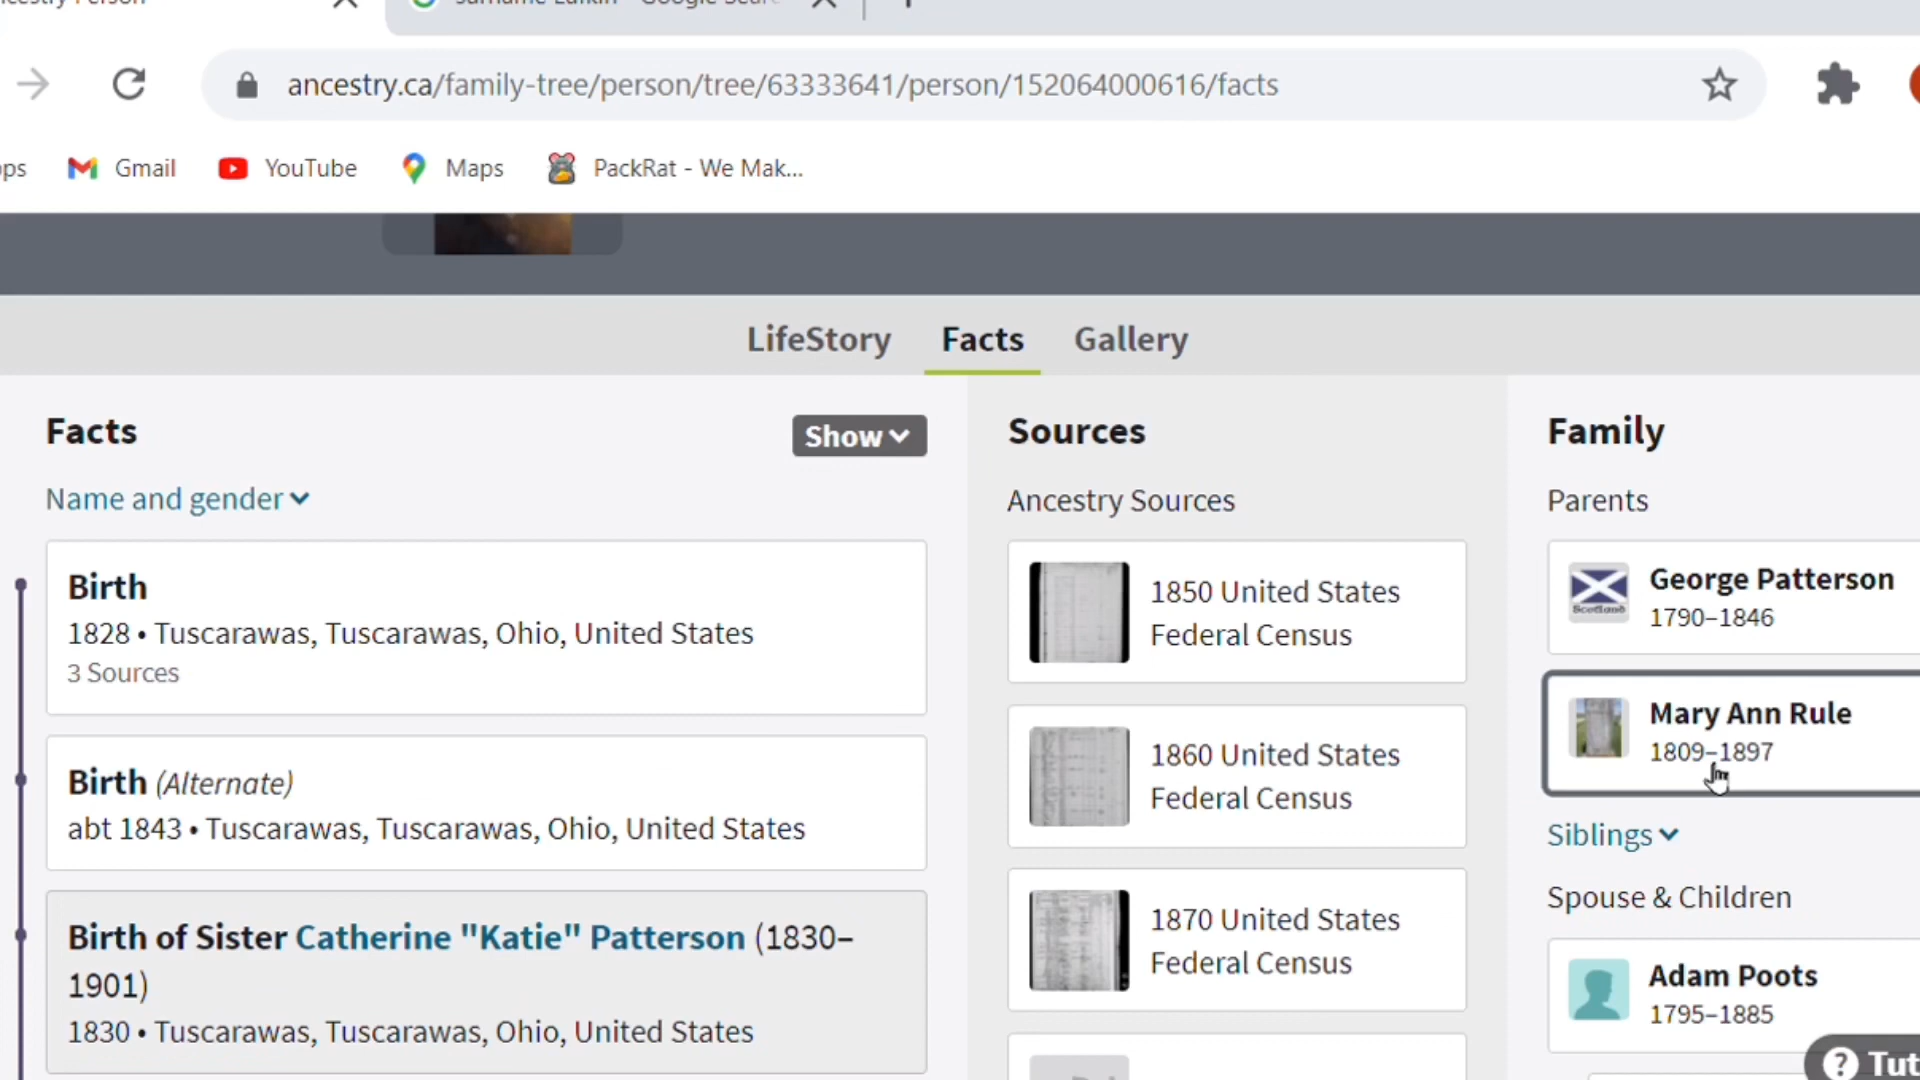 ancestry.ca/family-tree/person/tree/63333641/person/152064000616/facts
Gmail
YouTube
Maps
PackRat - We Mak...
LifeStory
Facts
Gallery
Facts
Show
Name and gender
Birth
1828 • Tuscarawas, Tuscarawas, Ohio, United States
3 Sources
Birth (Alternate)
abt 1843 • Tuscarawas, Tuscarawas, Ohio, United States
Birth of Sister Catherine "Katie" Patterson (1830–
1901)
1830 • Tuscarawas, Tuscarawas, Ohio, United States
Sources
Ancestry Sources
1850 United States
Federal Census
1860 United States
Federal Census
1870 United States
Federal Census
Family
Parents
Scotland
George Patterson
1790–1846
Mary Ann Rule
1809–1897
Siblings
Spouse & Children
Adam Poots
1795–1885
? Tut